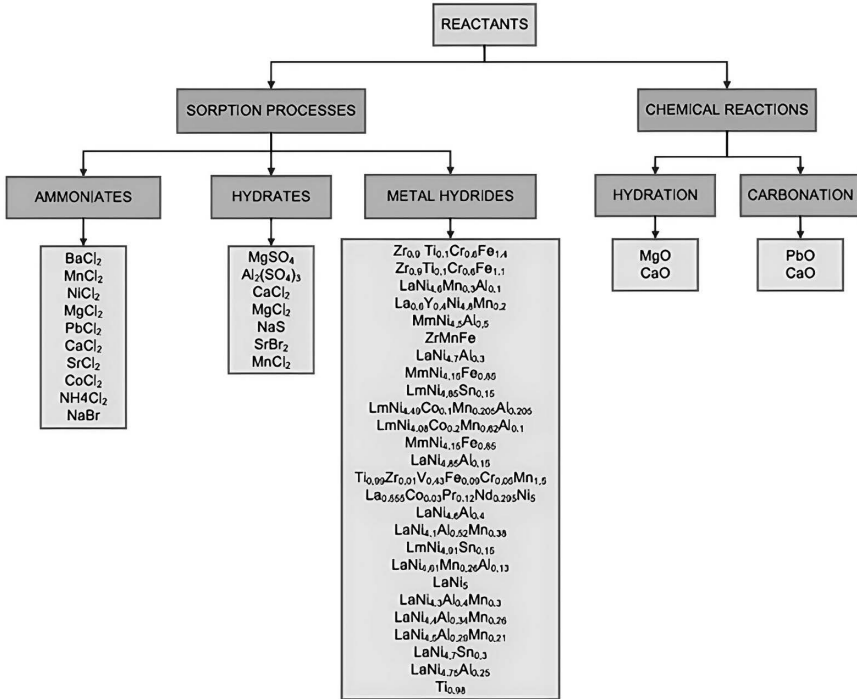 REACTANTS
SORPTION PROCESSES
CHEMICAL REACTIONS
AMMONIATES
HYDRATES
METAL HYDRIDES
HYDRATION
CARBONATION
BaCl₂
MnCl₂
NiCl₂
MgCl₂
PbCl₂
CaCl₂
SrCl₂
CoCl₂
NH4Cl₂
NaBr
MgSO₄
Al₂(SO₄)₃
CaCl₂
MgCl₂
NaS
SrBr₂
MnCl₂
Zr₀.₉ Ti₀.₁Cr₀.₆Fe₁.₄
Zr₀.₉Ti₀.₁Cr₀.₆Fe₁.₁
LaNi₄.₆Mn₀.₃Al₀.₁
La₀.₆Y₀.₄Ni₄.₈Mn₀.₂
MmNi₄.₅Al₀.₅
ZrMnFe
LaNi₄.₇Al₀.₃
MmNi₄.₁₅Fe₀.₈₅
LmNi₄.₈₅Sn₀.₁₅
LmNi₄.₄₉Co₀.₁Mn₀.₂₀₅Al₀.₂₀₅
LmNi₄.₀₈Co₀.₂Mn₀.₆₂Al₀.₁
MmNi₄.₁₅Fe₀.₈₅
LaNi₄.₈₅Al₀.₁₅
Ti₀.₉₉Zr₀.₀₁V₀.₄₃Fe₀.₀₉Cr₀.₀₅Mn₁.₅
La₀.₅₅₅Co₀.₀₃Pr₀.₁₂Nd₀.₂₉₅Ni₅
LaNi₄.₆Al₀.₄
LaNi₄.₁Al₀.₅₂Mn₀.₃₈
LmNi₄.₉₁Sn₀.₁₅
LaNi₄.₆₁Mn₀.₂₆Al₀.₁₃
LaNi₅
LaNi₄.₃Al₀.₄Mn₀.₃
LaNi₄.₄Al₀.₃₄Mn₀.₂₆
LaNi₄.₅Al₀.₂₉Mn₀.₂₁
LaNi₄.₇Sn₀.₃
LaNi₄.₇₅Al₀.₂₅
Ti₀.₉₈
MgO
CaO
PbO
CaO